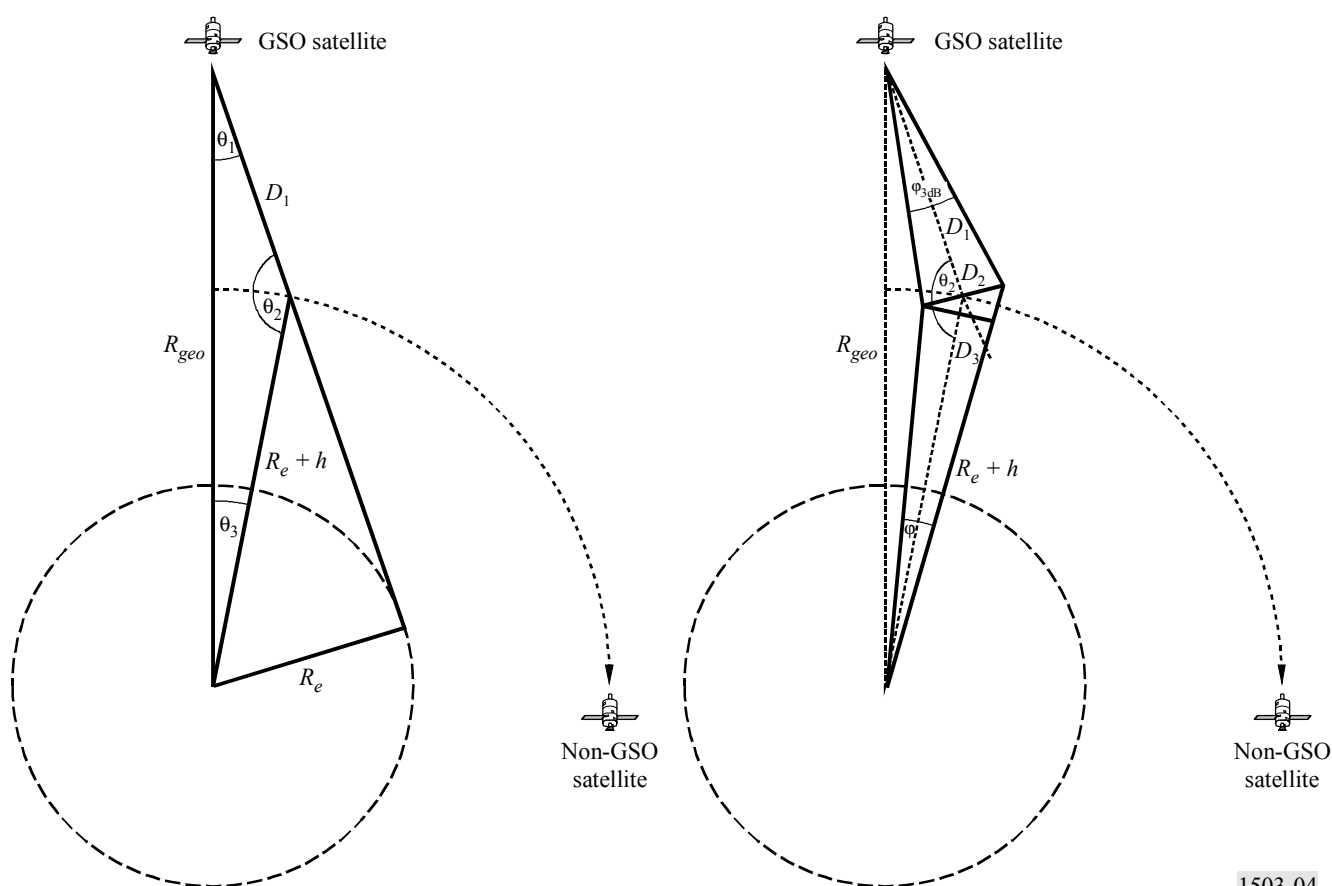 GSO satellite
θ1
D1
θ2
Rgeo
Re + h
θ3
Re
Non-GSO
satellite
GSO satellite
φ3dB
D1
D2
θ2
Rgeo
D3
Re + h
φ
Non-GSO
satellite
1503-04